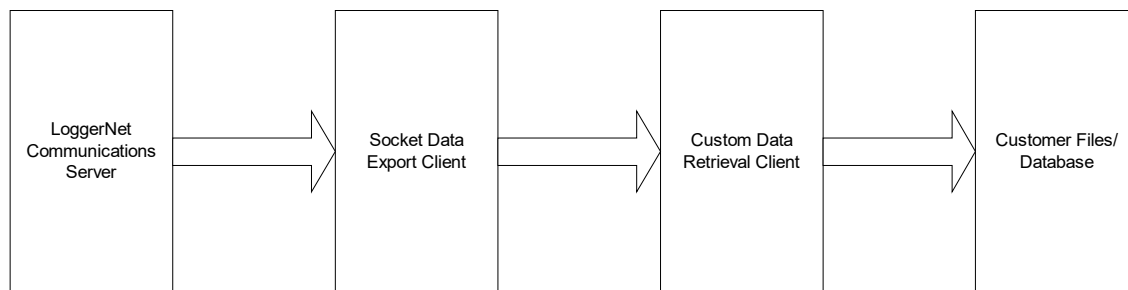 LoggerNet
Communications
Server
Socket Data
Export Client
Custom Data
Retrieval Client
Customer Files/
Database